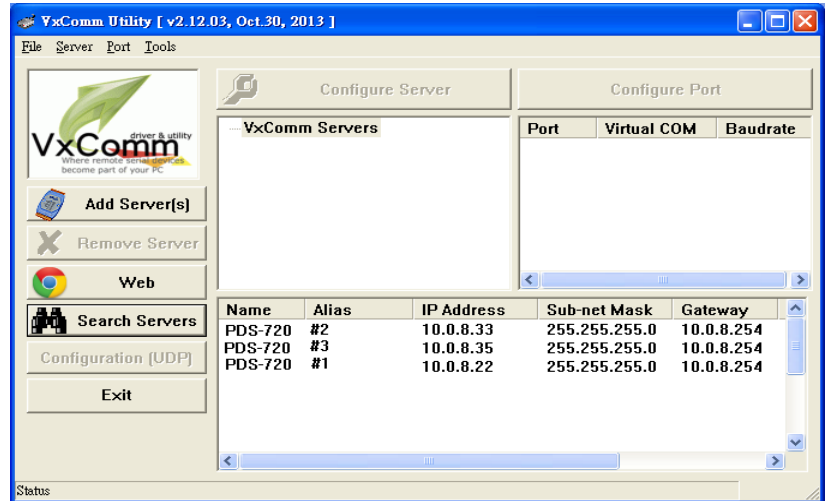 VxComm Utility [ v2.12.03, Oct.30, 2013 ]
File Server Port Tools
VxComm
driver & utility
Where remote serial devices
become part of your PC
Add Server(s)
Remove Server
Web
Search Servers
Configuration (UDP)
Exit
Configure Server
VxComm Servers
Configure Port
Port Virtual COM Baudrate
Name Alias IP Address Sub-net Mask Gateway
PDS-720 #2 10.0.8.33 255.255.255.0 10.0.8.254
PDS-720 #3 10.0.8.35 255.255.255.0 10.0.8.254
PDS-720 #1 10.0.8.22 255.255.255.0 10.0.8.254
Status